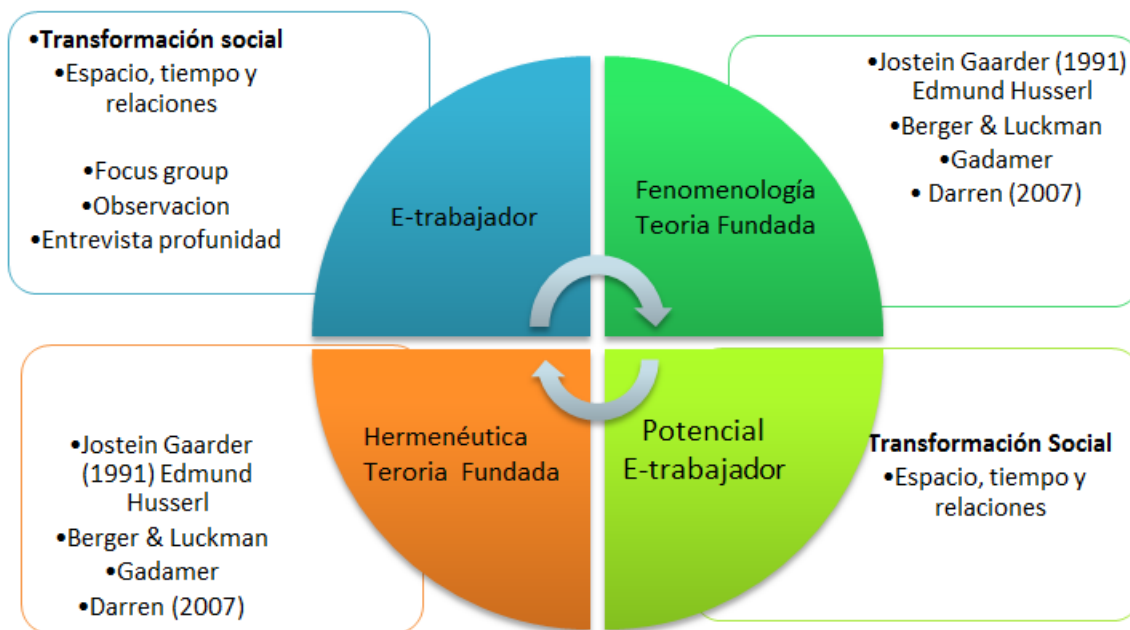 •Transformación social
•Espacio, tiempo y
relaciones
•Focus group
•Observacion
•Entrevista profunidad
E-trabajador
Fenomenología
Teoria Fundada
•Jostein Gaarder (1991)
Edmund Husserl
•Berger & Luckman
•Gadamer
• Darren (2007)
•Jostein Gaarder
(1991) Edmund
Husserl
•Berger & Luckman
•Gadamer
•Darren (2007)
Hermenéutica
Teroria Fundada
Potencial
E-trabajador
Transformación Social
•Espacio, tiempo y
relaciones